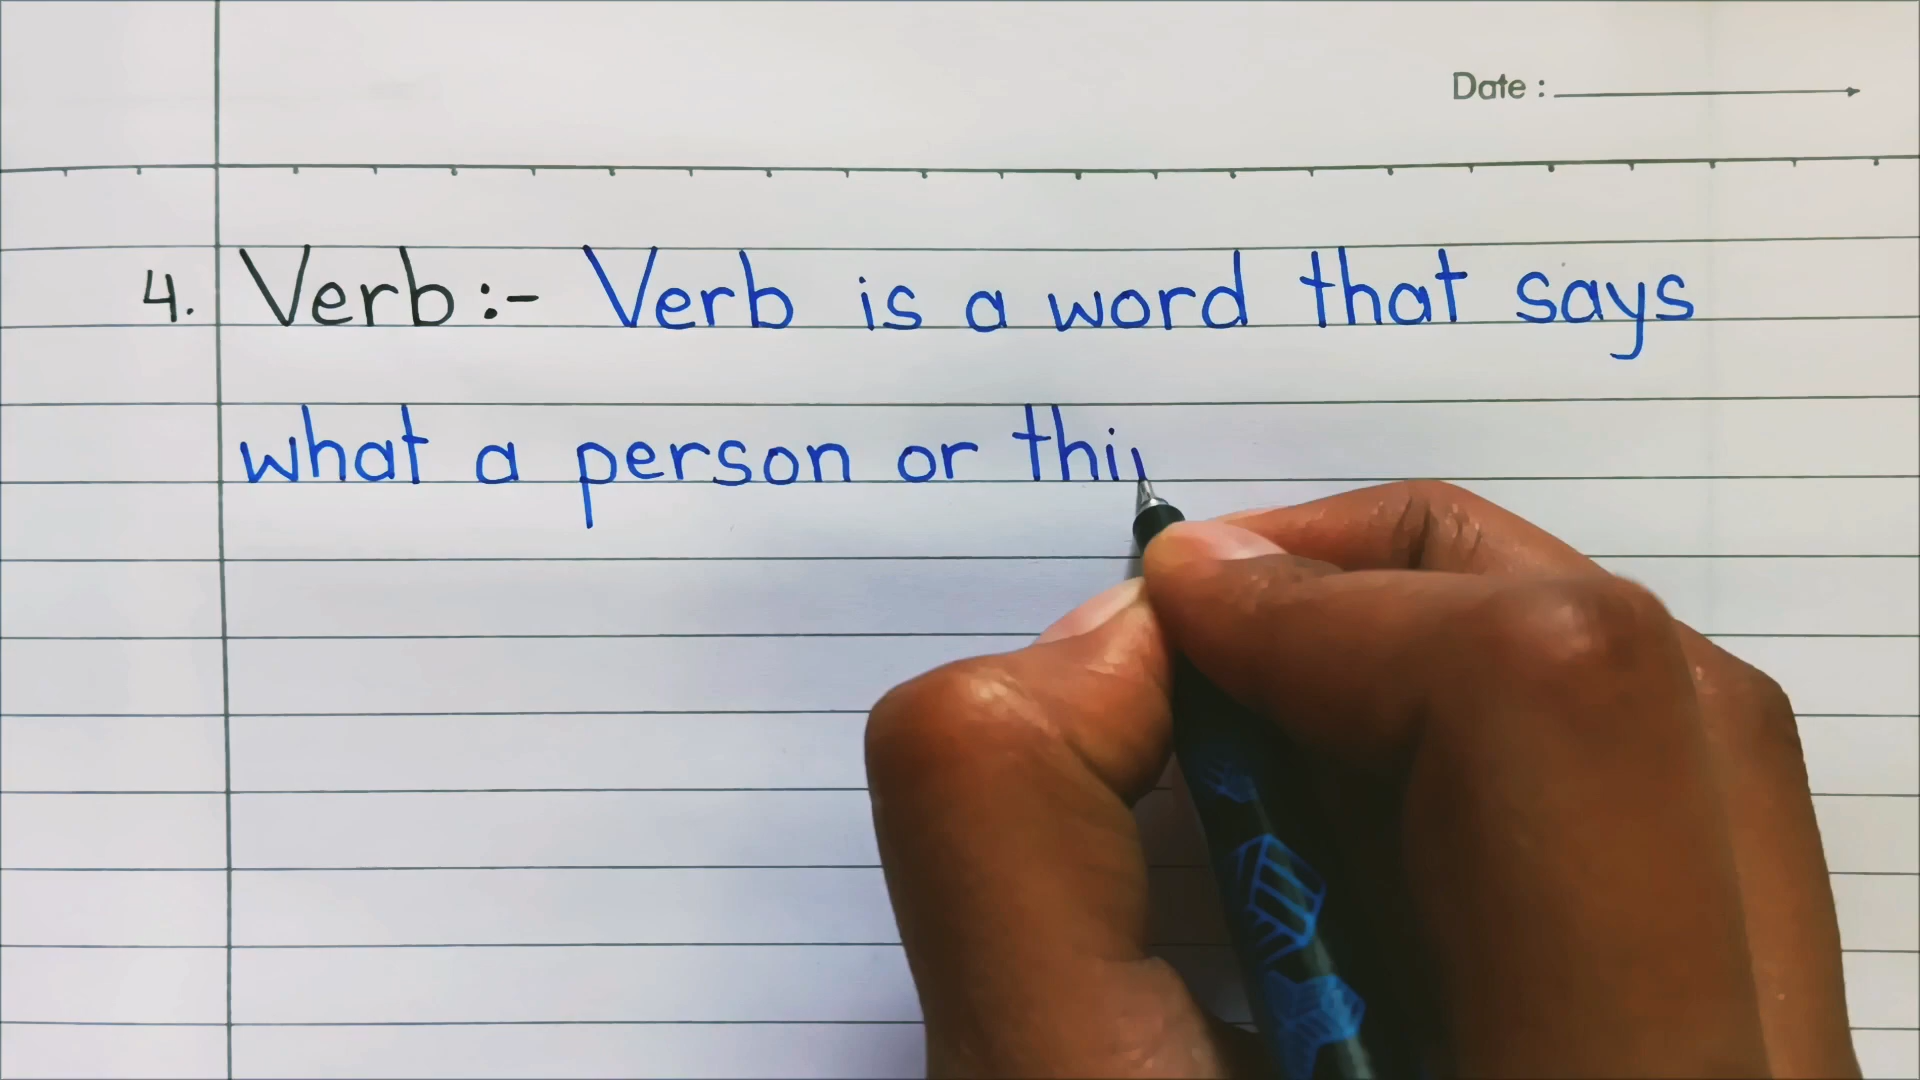 Date :
4. Verb:- Verb is a word that says
what a person or thi